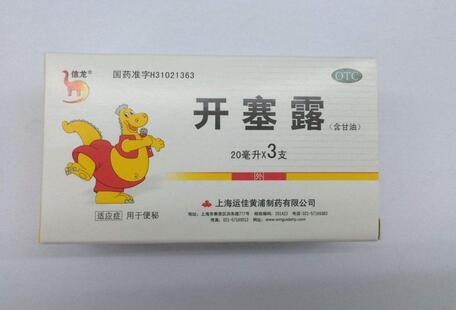 信龙®
国药准字H31021363
OTC
开塞露（含甘油）
20毫升X3支
外
适应症 用于便秘
上海运佳黄浦制药有限公司